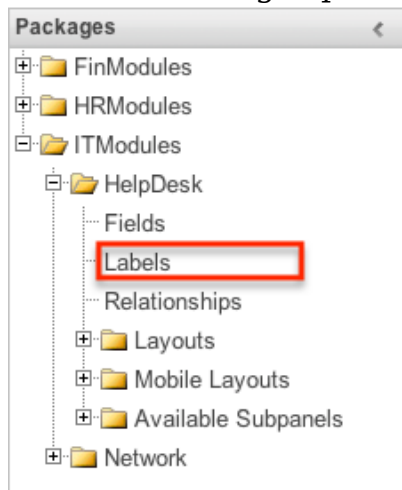 Packages
FinModules
HRModules
ITModules
HelpDesk
Fields
Labels
Relationships
Layouts
Mobile Layouts
Available Subpanels
Network